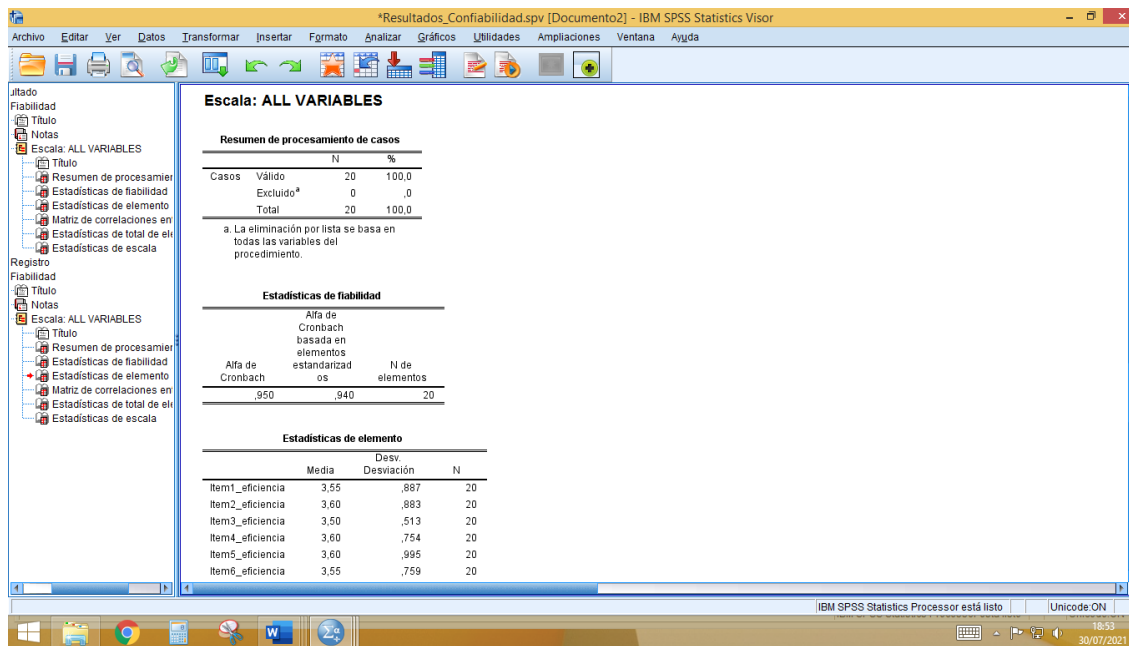 *Resultados_Confiabilidad.spv [Documento2] - IBM SPSS Statistics Visor
Archivo Editar Ver Datos Transformar Insertar Formato Analizar Gráficos Utilidades Ampliaciones Ventana Ayuda
ultado
Fiabilidad
Título
Notas
Escala: ALL VARIABLES
Título
Resumen de procesamier
Estadísticas de fiabilidad
Estadísticas de elemento
Matriz de correlaciones en
Estadísticas de total de ele
Estadísticas de escala
Registro
Fiabilidad
Título
Notas
Escala: ALL VARIABLES
Título
Resumen de procesamier
Estadísticas de fiabilidad
Estadísticas de elemento
Matriz de correlaciones en
Estadísticas de total de ele
Estadísticas de escala
Escala: ALL VARIABLES
Resumen de procesamiento de casos
N %
Casos Válido 20 100,0
Excluido<sup>a</sup> 0 ,0
Total 20 100,0
a. La eliminación por lista se basa en
todas las variables del
procedimiento.
Estadísticas de fiabilidad
Alfa de
Cronbach
basada en
elementos
Alfa de estandarizad N de
Cronbach os elementos
,950 ,940 20
Estadísticas de elemento
Desv.
Media Desviación N
Item1_eficiencia 3,55 ,887 20
Item2_eficiencia 3,60 ,883 20
Item3_eficiencia 3,50 ,513 20
Item4_eficiencia 3,60 ,754 20
Item5_eficiencia 3,60 ,995 20
Item6_eficiencia 3,55 ,759 20
IBM SPSS Statistics Processor está listo Unicode:ON
18:53
30/07/2021